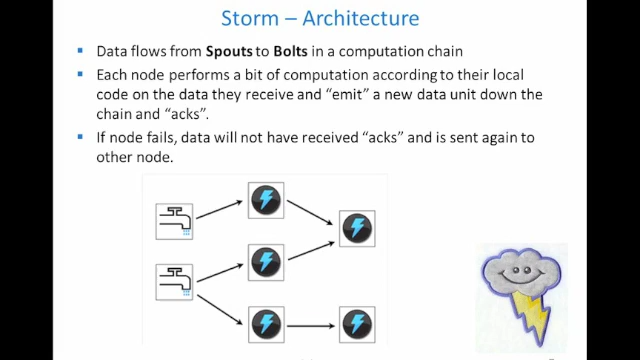 Storm – Architecture
Data flows from Spouts to Bolts in a computation chain
Each node performs a bit of computation according to their local
code on the data they receive and “emit” a new data unit down the
chain and “acks”.
If node fails, data will not have received “acks” and is sent again to
other node.